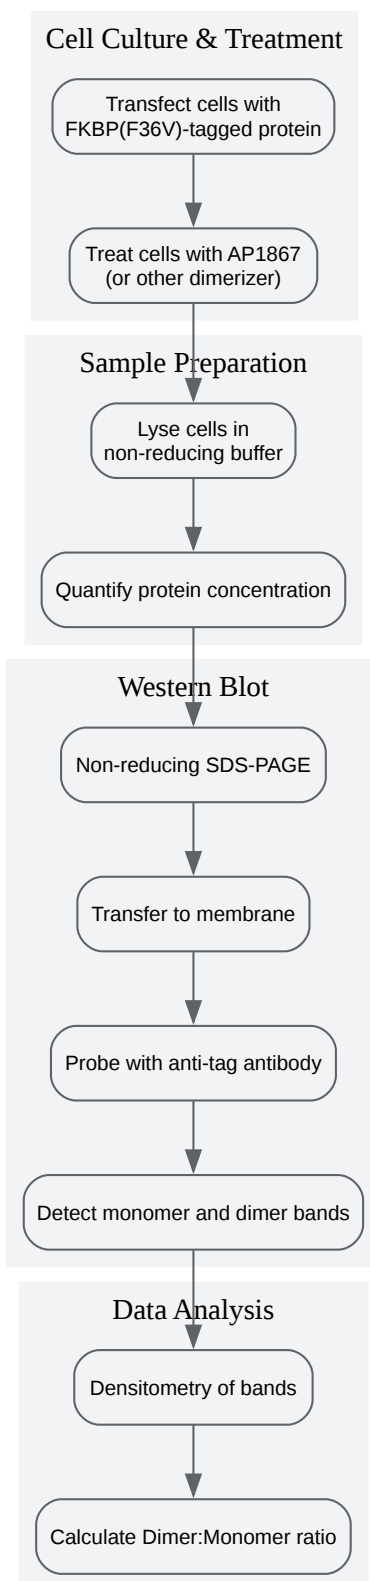 Cell Culture & Treatment
Transfect cells with
FKBP(F36V)-tagged protein
Treat cells with AP1867
(or other dimerizer)
Sample Preparation
Lyse cells in
non-reducing buffer
Quantify protein concentration
Western Blot
Non-reducing SDS-PAGE
Transfer to membrane
Probe with anti-tag antibody
Detect monomer and dimer bands
Data Analysis
Densitometry of bands
Calculate Dimer:Monomer ratio